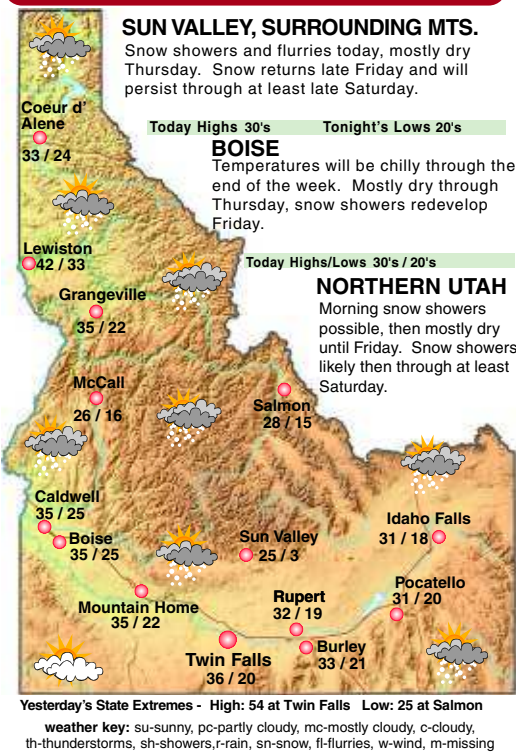 SUN VALLEY, SURROUNDING MTS.
Snow showers and flurries today, mostly dry
Thursday. Snow returns late Friday and will
persist through at least late Saturday.
Today Highs 30's Tonight's Lows 20's
BOISE
Temperatures will be chilly through the
end of the week. Mostly dry through
Thursday, snow showers redevelop
Friday.
Today Highs/Lows 30's / 20's
NORTHERN UTAH
Morning snow showers
possible, then mostly dry
until Friday. Snow showers
likely then through at least
Saturday.
Coeur d'
Alene
33 / 24
Lewiston
42 / 33
Grangeville
35 / 22
McCall
26 / 16
Salmon
28 / 15
Caldwell
35 / 25
Boise
35 / 25
Sun Valley
25 / 3
Idaho Falls
31 / 18
Pocatello
31 / 20
Mountain Home
35 / 22
Rupert
32 / 19
Burley
33 / 21
Twin Falls
36 / 20
Yesterday's State Extremes - High: 54 at Twin Falls Low: 25 at Salmon
weather key: su-sunny, pc-partly cloudy, mc-mostly cloudy, c-cloudy,
th-thunderstorms, sh-showers,r-rain, sn-snow, fl-flurries, w-wind, m-missing